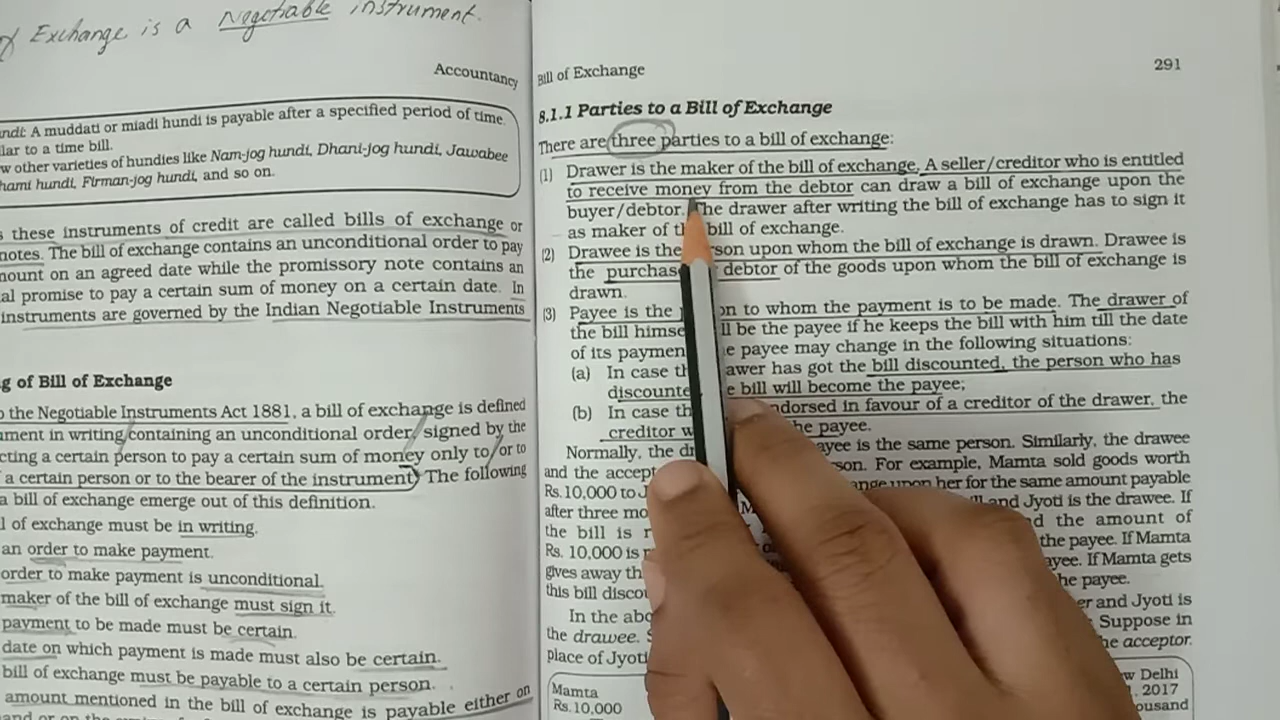 of Exchange is a Negotiable instrument.
Accountancy
ndi: A muddati or miadi hundi is payable after a specified period of time.
lar to a time bill.
w other varieties of hundies like Nam-jog hundi, Dhani-jog hundi, Jawabee
hami hundi, Firman-jog hundi, and so on.
s these instruments of credit are called bills of exchange or
notes. The bill of exchange contains an unconditional order to pay
mount on an agreed date while the promissory note contains an
al promise to pay a certain sum of money on a certain date. In
instruments are governed by the Indian Negotiable Instruments
g of Bill of Exchange
o the Negotiable Instruments Act 1881, a bill of exchange is defined
ument in writing containing an unconditional order, signed by the
cting a certain person to pay a certain sum of money only to, or to
f a certain person or to the bearer of the instrument. The following
a bill of exchange emerge out of this definition.
l of exchange must be in writing.
an order to make payment.
order to make payment is unconditional.
maker of the bill of exchange must sign it.
payment to be made must be certain.
date on which payment is made must also be certain.
bill of exchange must be payable to a certain person.
amount mentioned in the bill of exchange is payable either on
Bill of Exchange
291
8.1.1 Parties to a Bill of Exchange
There are three parties to a bill of exchange:
(1) Drawer is the maker of the bill of exchange. A seller/creditor who is entitled
to receive money from the debtor can draw a bill of exchange upon the
buyer/debtor. The drawer after writing the bill of exchange has to sign it
as maker of th bill of exchange.
(2) Drawee is the rson upon whom the bill of exchange is drawn. Drawee is
the purchase debtor of the goods upon whom the bill of exchange is
drawn.
(3) Payee is the on to whom the payment is to be made. The drawer of
the bill himse ll be the payee if he keeps the bill with him till the date
of its paymen e payee may change in the following situations:
(a) In case th awer has got the bill discounted, the person who has
discounte e bill will become the payee;
(b) In case th ndorsed in favour of a creditor of the drawer, the
creditor w he payee.
Normally, the dr ayee is the same person. Similarly, the drawee
and the accept son. For example, Mamta sold goods worth
Rs.10,000 to J ange upon her for the same amount payable
after three mo and Jyoti is the drawee. If
the bill is r d the amount of
Rs. 10,000 is the payee. If Mamta
gives away th ayee. If Mamta gets
this bill disco he payee.
In the abo er and Jyoti is
the drawee. S Suppose in
place of Jyoti he acceptor.
Mamta
Rs.10,000
w Delhi
, 2017
ousand